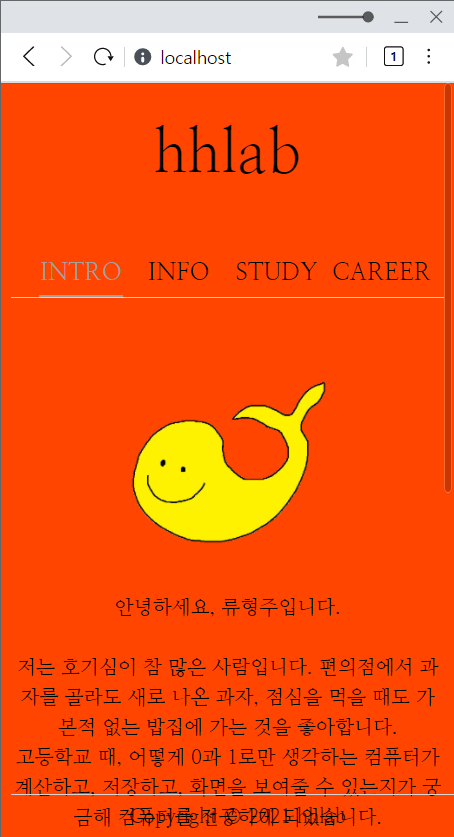 localhost
1
hhlab
INTRO INFO STUDY CAREER
안녕하세요, 류형주입니다.
저는 호기심이 참 많은 사람입니다. 편의점에서 과
자를 골라도 새로 나온 과자, 점심을 먹을 때도 가
본적 없는 밥집에 가는 것을 좋아합니다.
고등학교 때, 어떻게 0과 1로만 생각하는 컴퓨터가
계산하고, 저장하고, 화면을 보여줄 수 있는지가 궁
금해 컴퓨터를 전공하게 되었습니다.
Copyright © 2021 hhlab